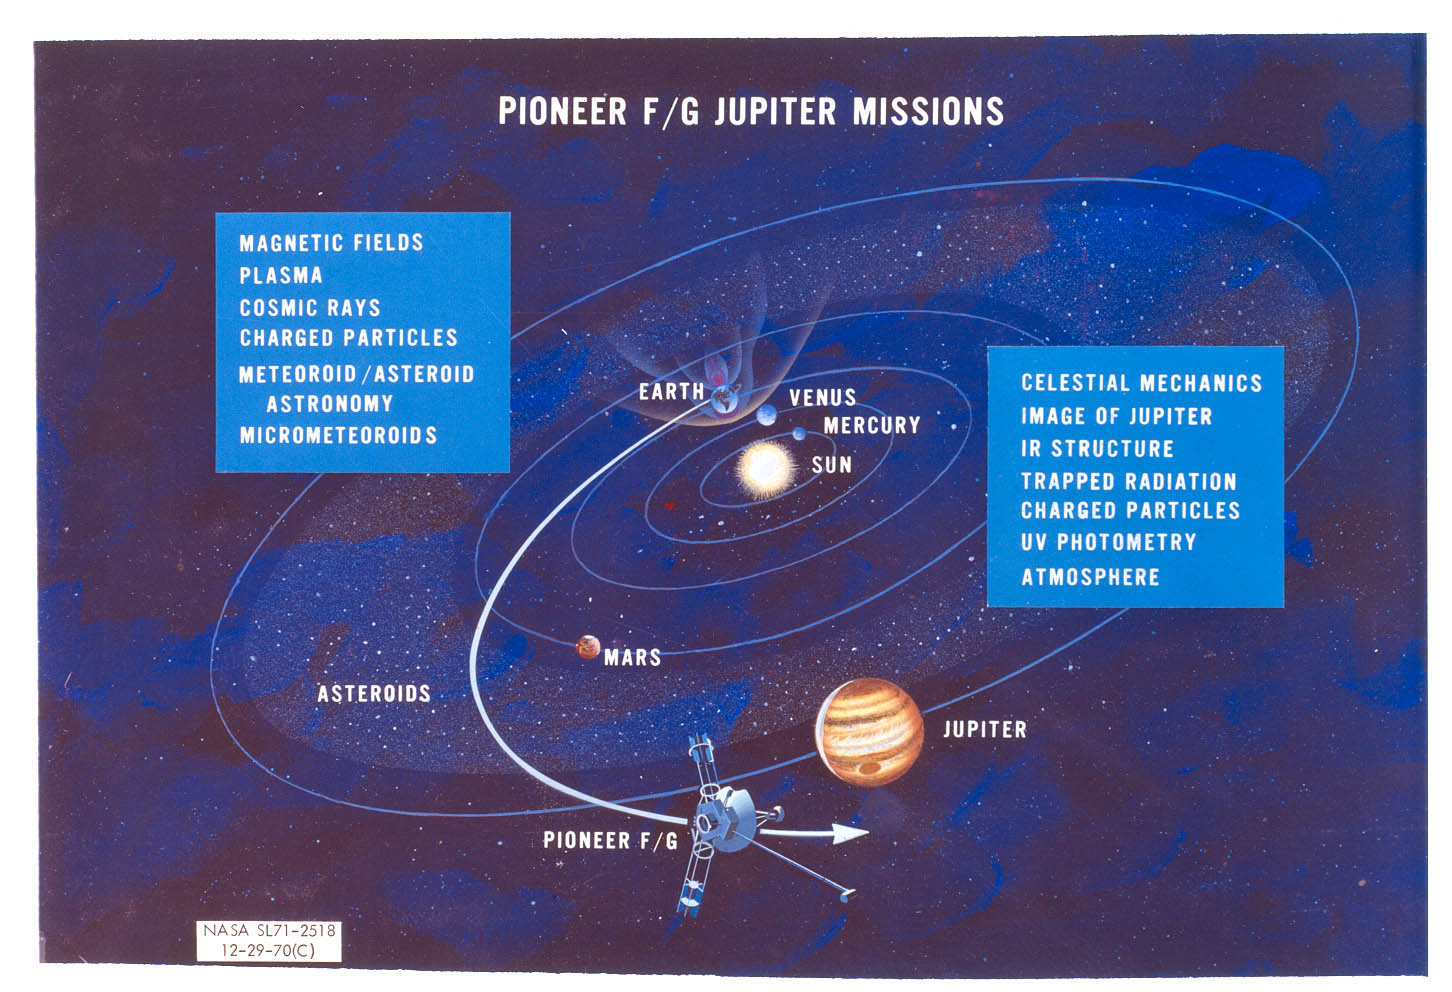 PIONEER F/G JUPITER MISSIONS
MAGNETIC FIELDS
PLASMA
COSMIC RAYS
CHARGED PARTICLES
METEOROID/ASTEROID
ASTRONOMY
MICROMETEOROIDS
EARTH
VENUS
MERCURY
SUN
CELESTIAL MECHANICS
IMAGE OF JUPITER
IR STRUCTURE
TRAPPED RADIATION
CHARGED PARTICLES
UV PHOTOMETRY
ATMOSPHERE
MARS
ASTEROIDS
JUPITER
PIONEER F/G
NASA SL71-2518
12-29-70(C)